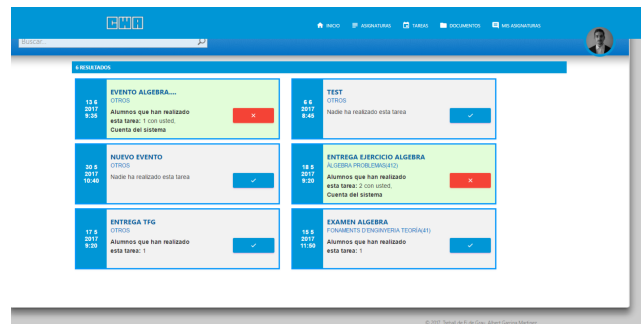 CWA
INICIO ASIGNATURAS TAREAS DOCUMENTOS MIS ASIGNATURAS
Buscar...
6 RESULTADOS
13 6
2017
9:35
EVENTO ALGEBRA....
OTROS
Alumnos que han realizado
esta tarea: 1 con usted.
Cuenta del sistema
6 6
2017
8:45
TEST
OTROS
Nadie ha realizado esta tarea
30 5
2017
10:40
NUEVO EVENTO
OTROS
Nadie ha realizado esta tarea
18 5
2017
9:20
ENTREGA EJERCICIO ALGEBRA
ÁLGEBRA PROBLEMAS(412)
Alumnos que han realizado
esta tarea: 2 con usted.
Cuenta del sistema
17 5
2017
9:20
ENTREGA TFG
OTROS
Alumnos que han realizado
esta tarea: 1
15 5
2017
11:50
EXAMEN ALGEBRA
FONAMENTS D'ENGINYERIA TEORÍA(41)
Alumnos que han realizado
esta tarea: 1